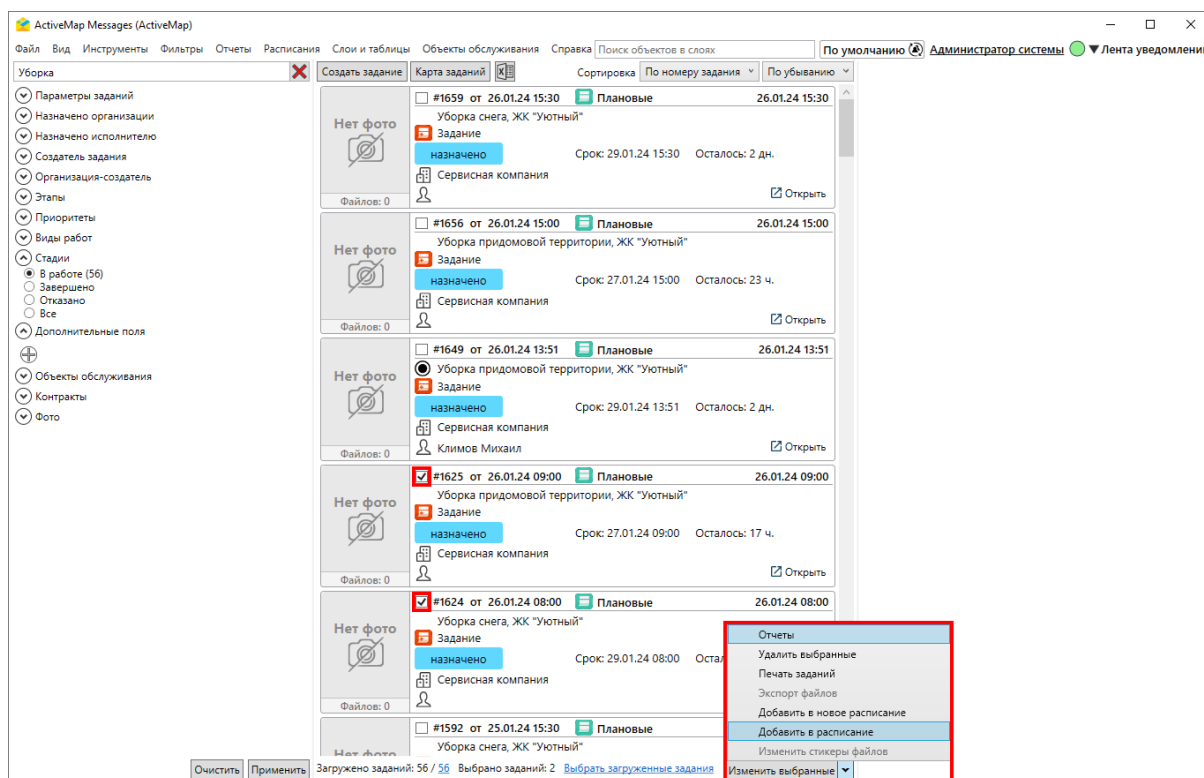 ActiveMap Messages (ActiveMap)
Файл Вид Инструменты Фильтры Отчеты Расписания Слои и таблицы Объекты обслуживания Справка Поиск объектов в слоях По умолчанию Администратор системы Лента уведомлени
Уборка Создать задание Карта заданий Сортировка По номеру задания По убыванию
Параметры заданий
Назначено организации
Назначено исполнителю
Создатель задания
Организация-создатель
Этапы
Приоритеты
Виды работ
Стадии
В работе (56)
Завершено
Отказано
Все
Дополнительные поля
Объекты обслуживания
Контракты
Фото
Нет фото
Файлов: 0
#1659 от 26.01.24 15:30 Плановые 26.01.24 15:30
Уборка снега, ЖК "Уютный"
Задание
назначено Срок: 29.01.24 15:30 Осталось: 2 дн.
Сервисная компания
Открыть
Нет фото
Файлов: 0
#1656 от 26.01.24 15:00 Плановые 26.01.24 15:00
Уборка придомовой территории, ЖК "Уютный"
Задание
назначено Срок: 27.01.24 15:00 Осталось: 23 ч.
Сервисная компания
Открыть
Нет фото
Файлов: 0
#1649 от 26.01.24 13:51 Плановые 26.01.24 13:51
Уборка придомовой территории, ЖК "Уютный"
Задание
назначено Срок: 29.01.24 13:51 Осталось: 2 дн.
Сервисная компания
Климов Михаил Открыть
Нет фото
Файлов: 0
#1625 от 26.01.24 09:00 Плановые 26.01.24 09:00
Уборка придомовой территории, ЖК "Уютный"
Задание
назначено Срок: 27.01.24 09:00 Осталось: 17 ч.
Сервисная компания
Открыть
Нет фото
Файлов: 0
#1624 от 26.01.24 08:00 Плановые 26.01.24 08:00
Уборка снега, ЖК "Уютный"
Задание
назначено Срок: 29.01.24 08:00 Остал
Сервисная компания
Нет фото
#1592 от 25.01.24 15:30 Плановые
Уборка снега, ЖК "Уютный"
Отчеты
Удалить выбранные
Печать заданий
Экспорт файлов
Добавить в новое расписание
Добавить в расписание
Изменить стикеры файлов
Очистить Применить Загружено заданий: 56 / 56 Выбрано заданий: 2 Выбрать загруженные задания Изменить выбранные